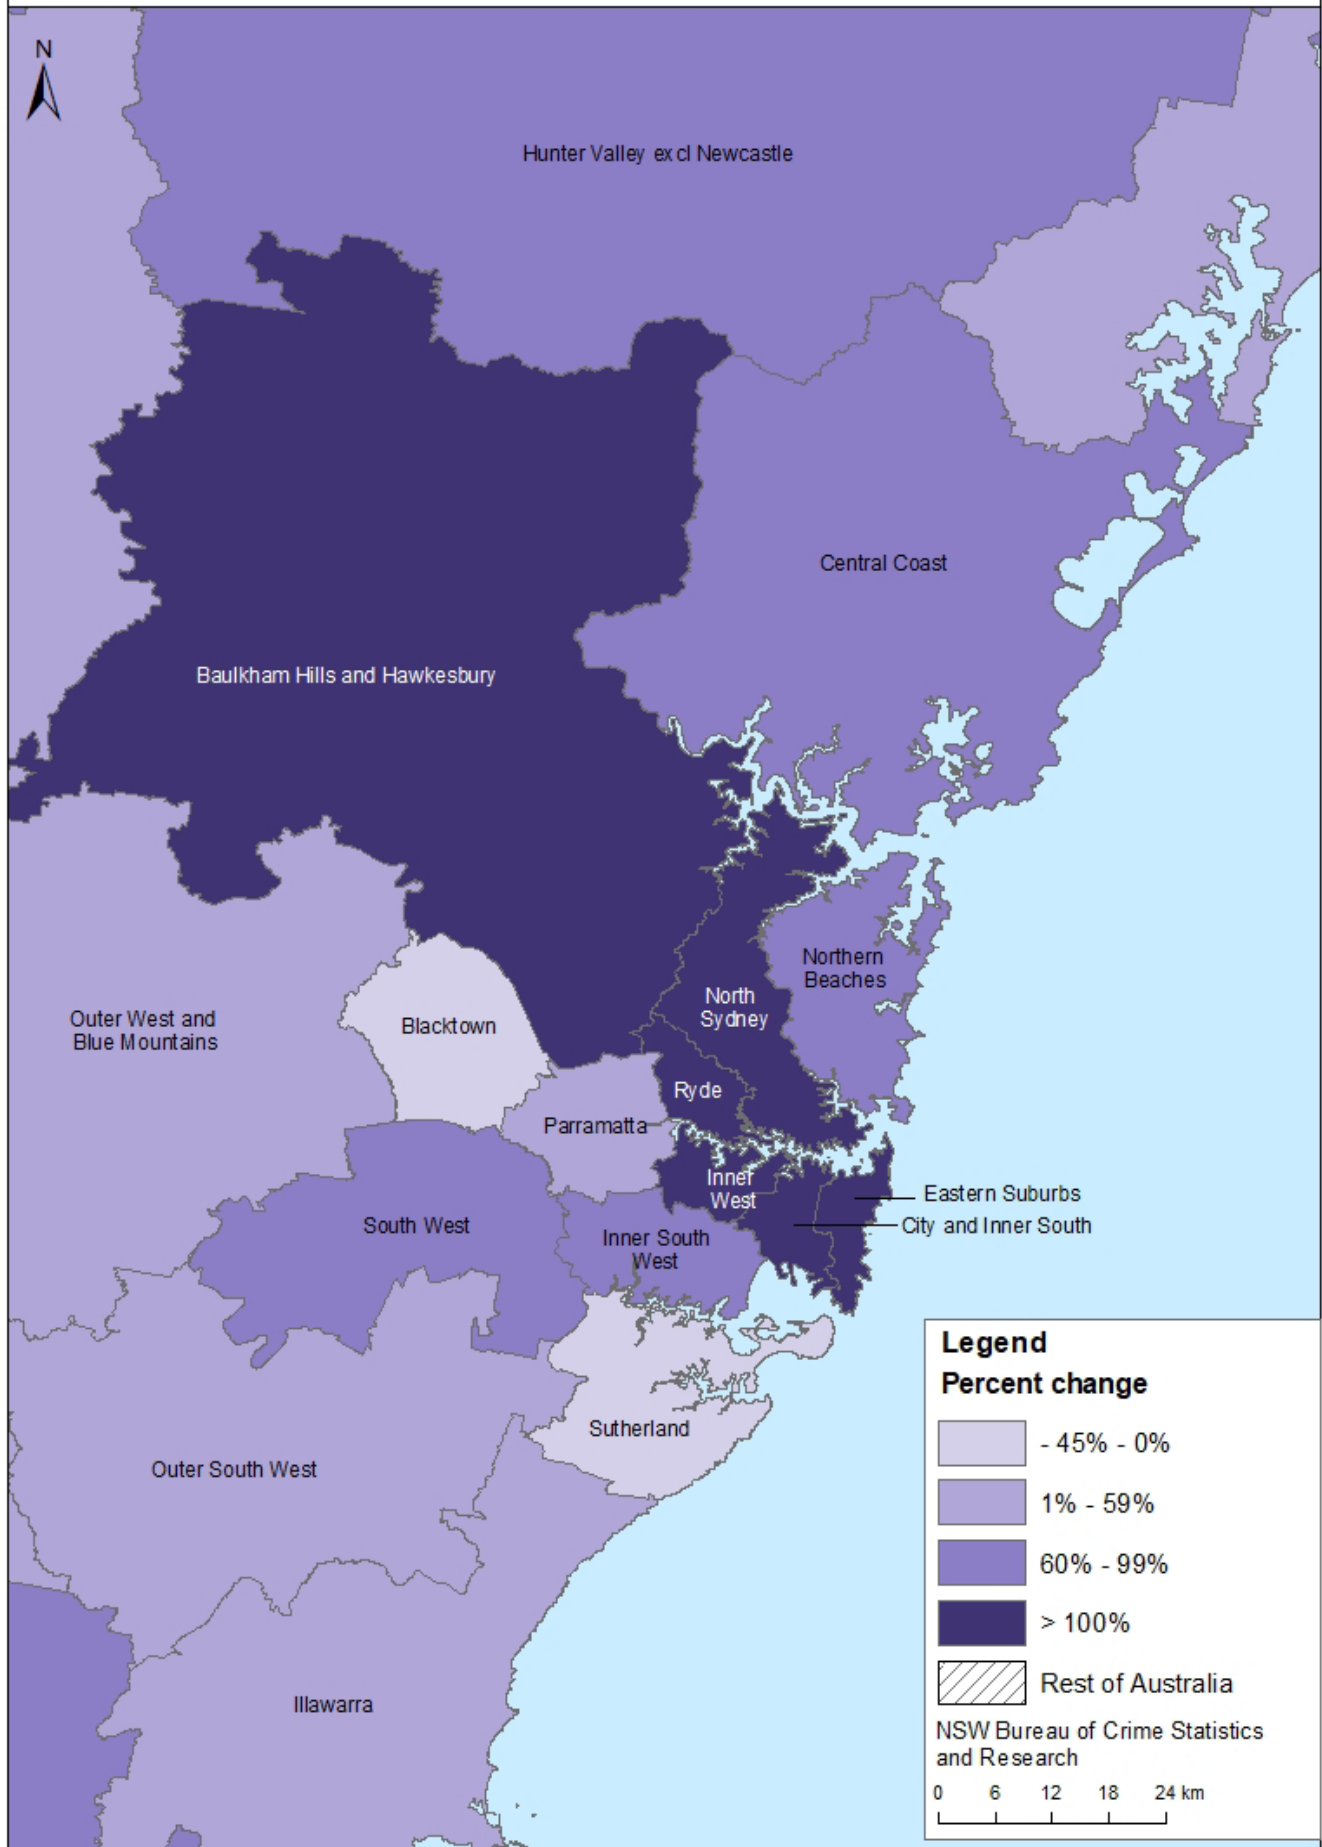 N
Hunter Valley excl Newcastle
Central Coast
Baulkham Hills and Hawkesbury
Northern
Beaches
North
Sydney
Outer West and
Blue Mountains
Blacktown
Ryde
Parramatta
Inner
West
Eastern Suburbs
City and Inner South
South West
Inner South
West
Sutherland
Outer South West
Illawarra
Legend
Percent change
- 45% - 0%
1% - 59%
60% - 99%
> 100%
Rest of Australia
NSW Bureau of Crime Statistics
and Research
0 6 12 18 24 km